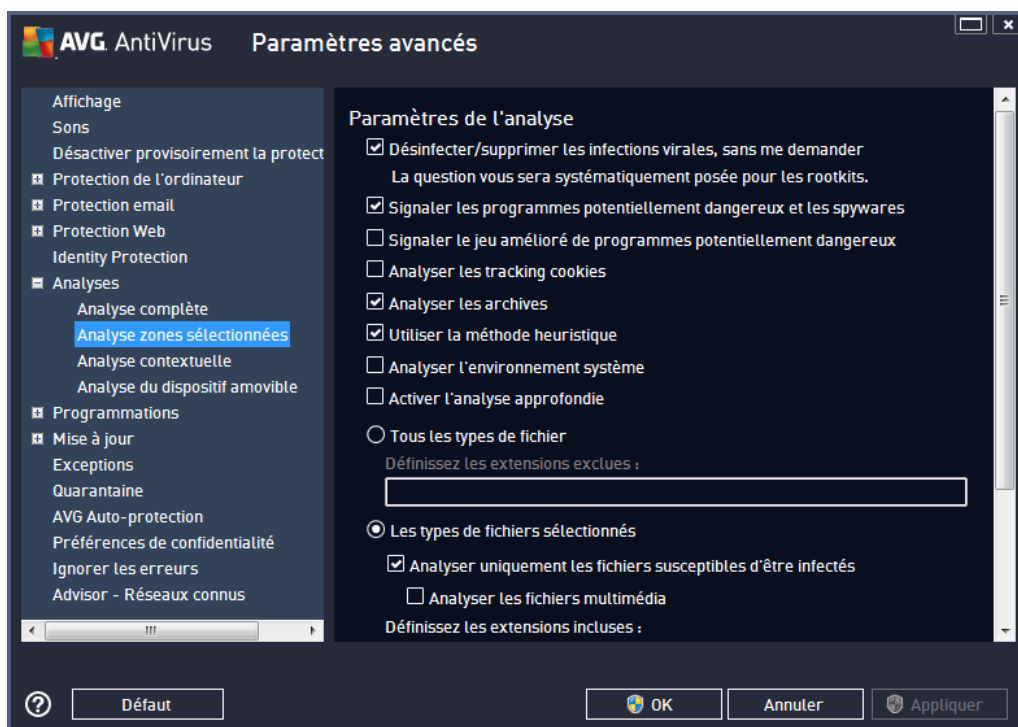 AVG. AntiVirus Paramètres avancés
Affichage
Sons
Désactiver provisoirement la protect
Protection de l'ordinateur
Protection email
Protection Web
Identity Protection
Analyses
Analyse complète
Analyse zones sélectionnées
Analyse contextuelle
Analyse du dispositif amovible
Programmations
Mise à jour
Exceptions
Quarantaine
AVG Auto-protection
Préférences de confidentialité
Ignorer les erreurs
Advisor - Réseaux connus
Paramètres de l'analyse
Désinfecter/supprimer les infections virales, sans me demander
La question vous sera systématiquement posée pour les rootkits.
Signaler les programmes potentiellement dangereux et les spywares
Signaler le jeu amélioré de programmes potentiellement dangereux
Analyser les tracking cookies
Analyser les archives
Utiliser la méthode heuristique
Analyser l'environnement système
Activer l'analyse approfondie
Tous les types de fichier
Définissez les extensions exclues :
Les types de fichiers sélectionnés
Analyser uniquement les fichiers susceptibles d'être infectés
Analyser les fichiers multimédia
Définissez les extensions incluses :
Défaut
OK
Annuler
Appliquer